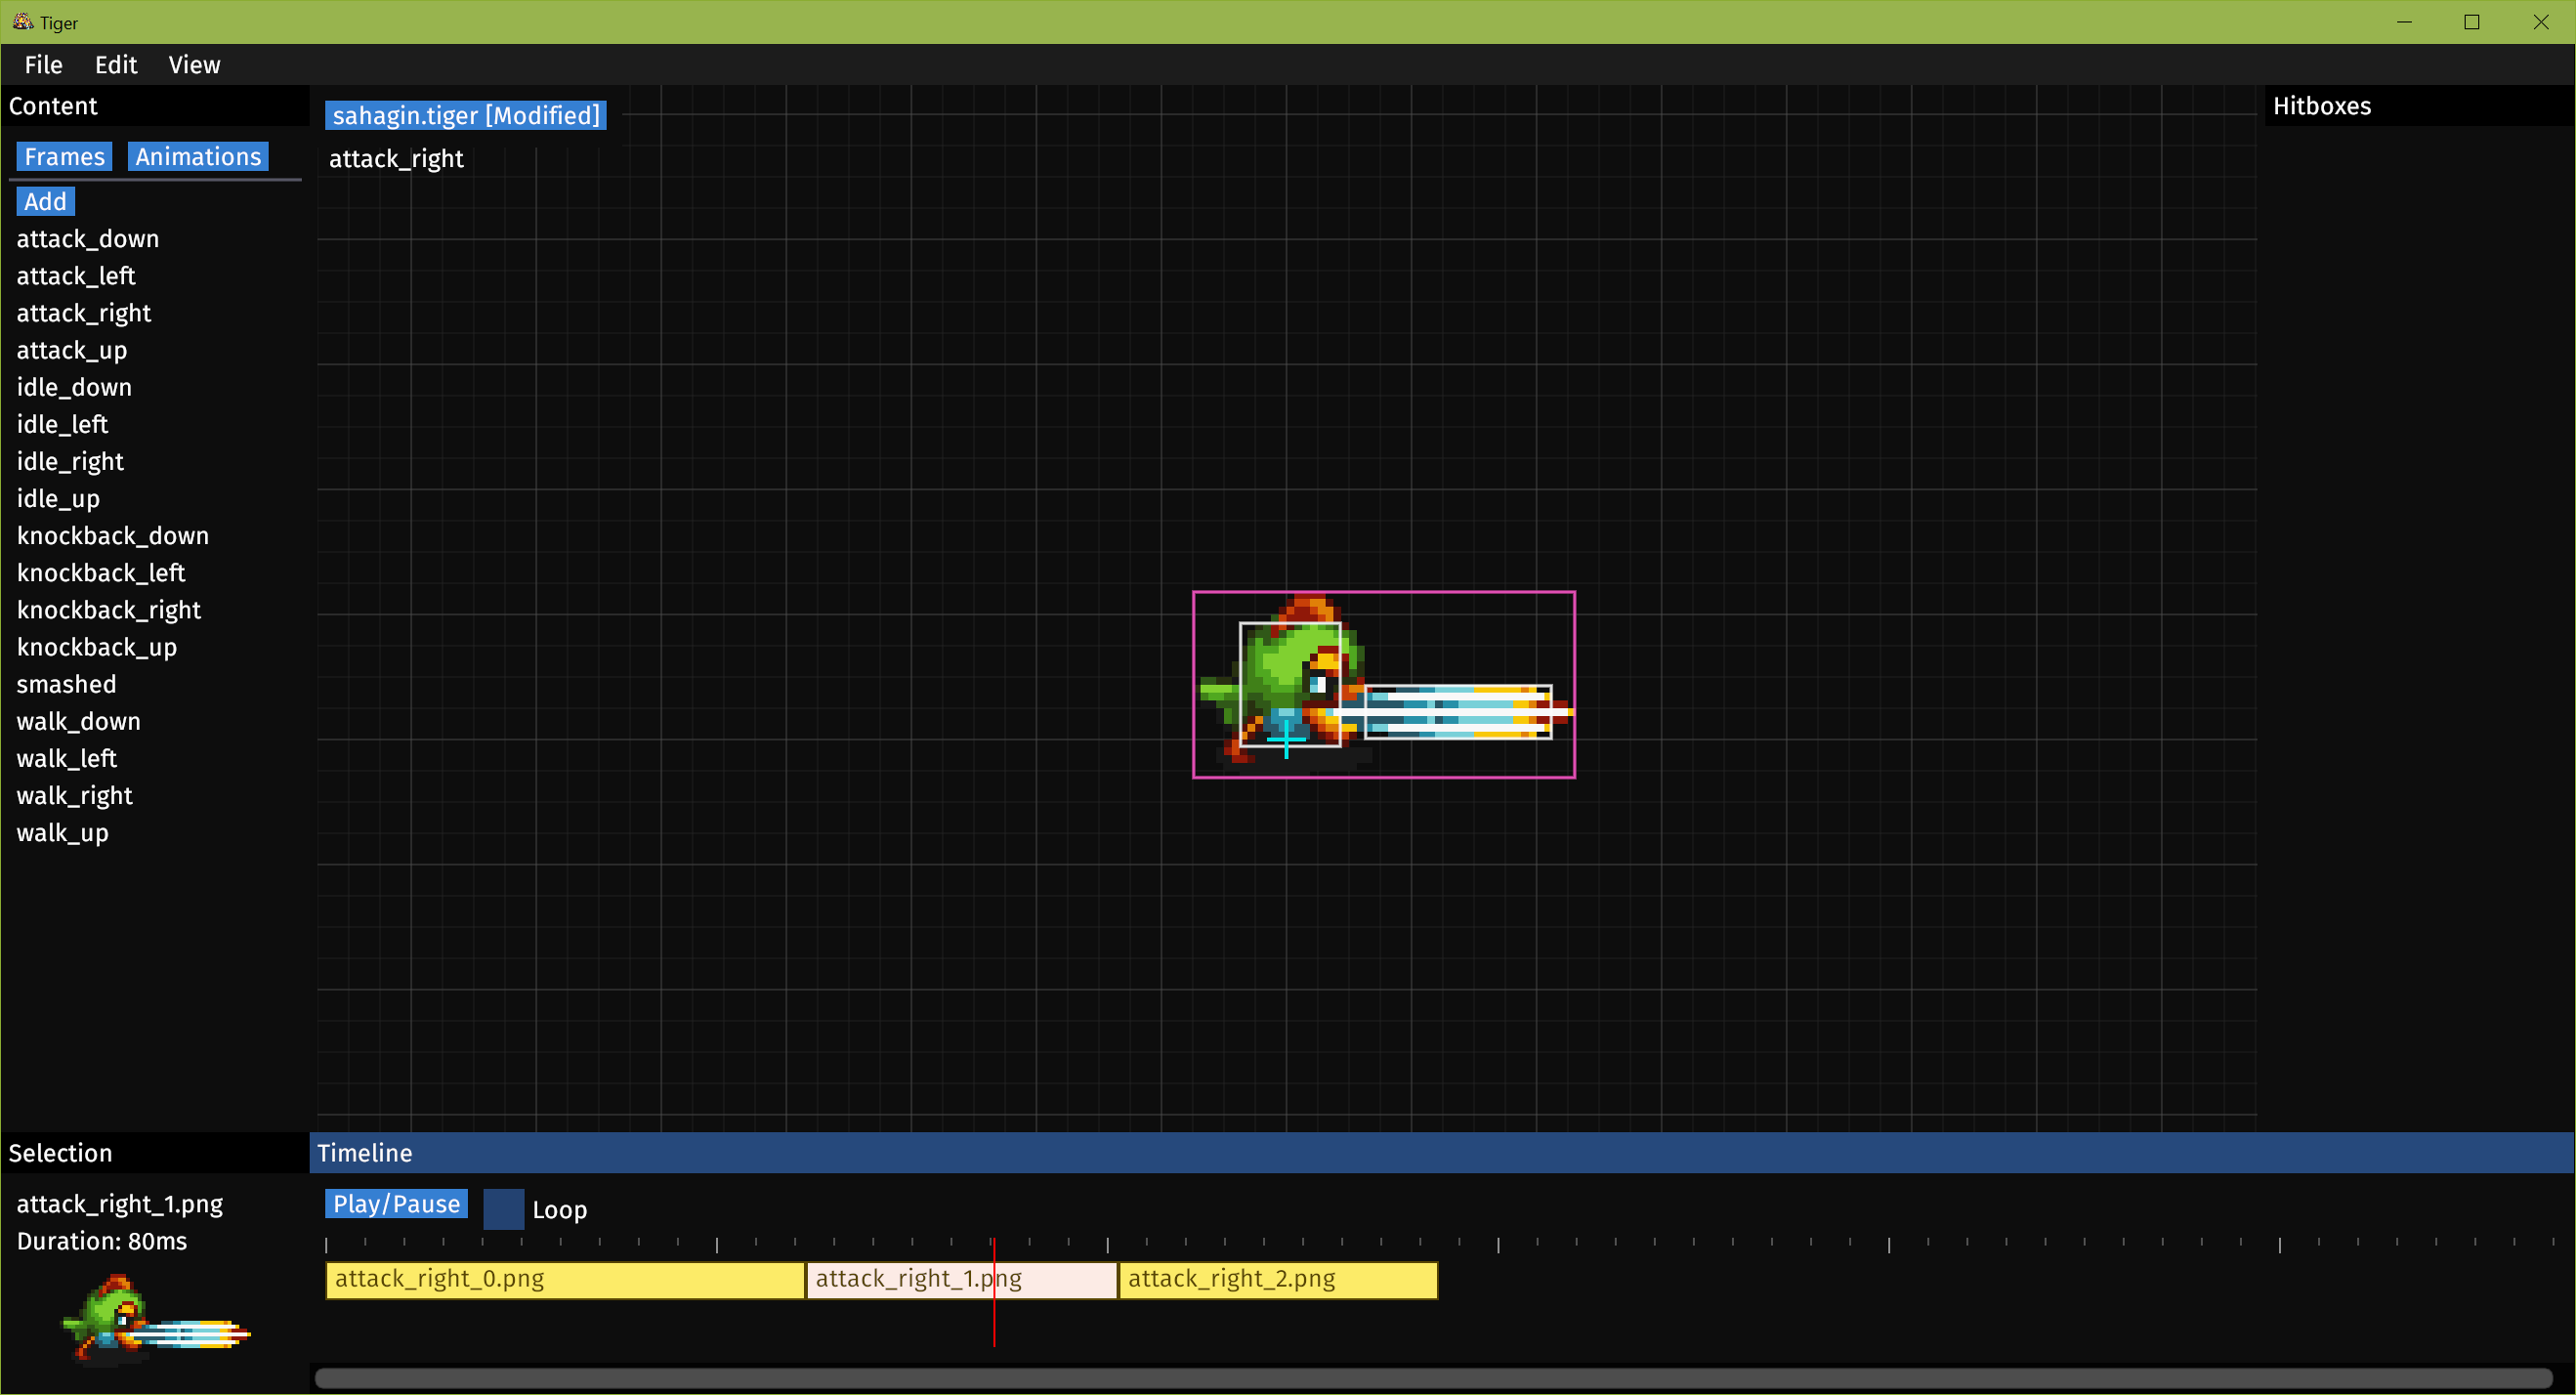 Tiger
File Edit View
Content
Frames Animations
Add
attack_down
attack_left
attack_right
attack_up
idle_down
idle_left
idle_right
idle_up
knockback_down
knockback_left
knockback_right
knockback_up
smashed
walk_down
walk_left
walk_right
walk_up
sahagin.tiger [Modified]
attack_right
Hitboxes
Selection
attack_right_1.png
Duration: 80ms
Timeline
Play/Pause Loop
attack_right_0.png attack_right_1.png attack_right_2.png